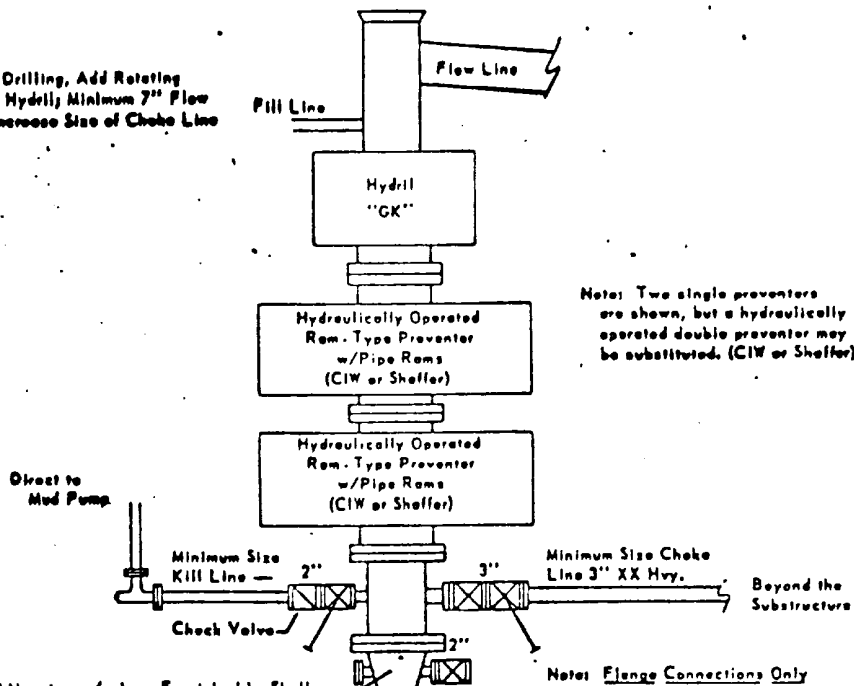 Drilling, Add Rotating
Hydril; Minimum 7" Flow
Increase Size of Choke Line
Flow Line
Fill Line
Hydril
"GK"
Note: Two single preventers
are shown, but a hydraulically
operated double preventer may
be substituted. (CIW or Shaffer)
Hydraulically Operated
Ram-Type Preventer
w/Pipe Rams
(CIW or Shaffer)
Hydraulically Operated
Ram-Type Preventer
w/Pipe Rams
(CIW or Shaffer)
Direct to
Mud Pump
Minimum Size
Kill Line
2"
Check Valve
3"
Minimum Size Choke
Line 3" XX Hvy.
Beyond the
Substructure
2"
Note: Flange Connections Only